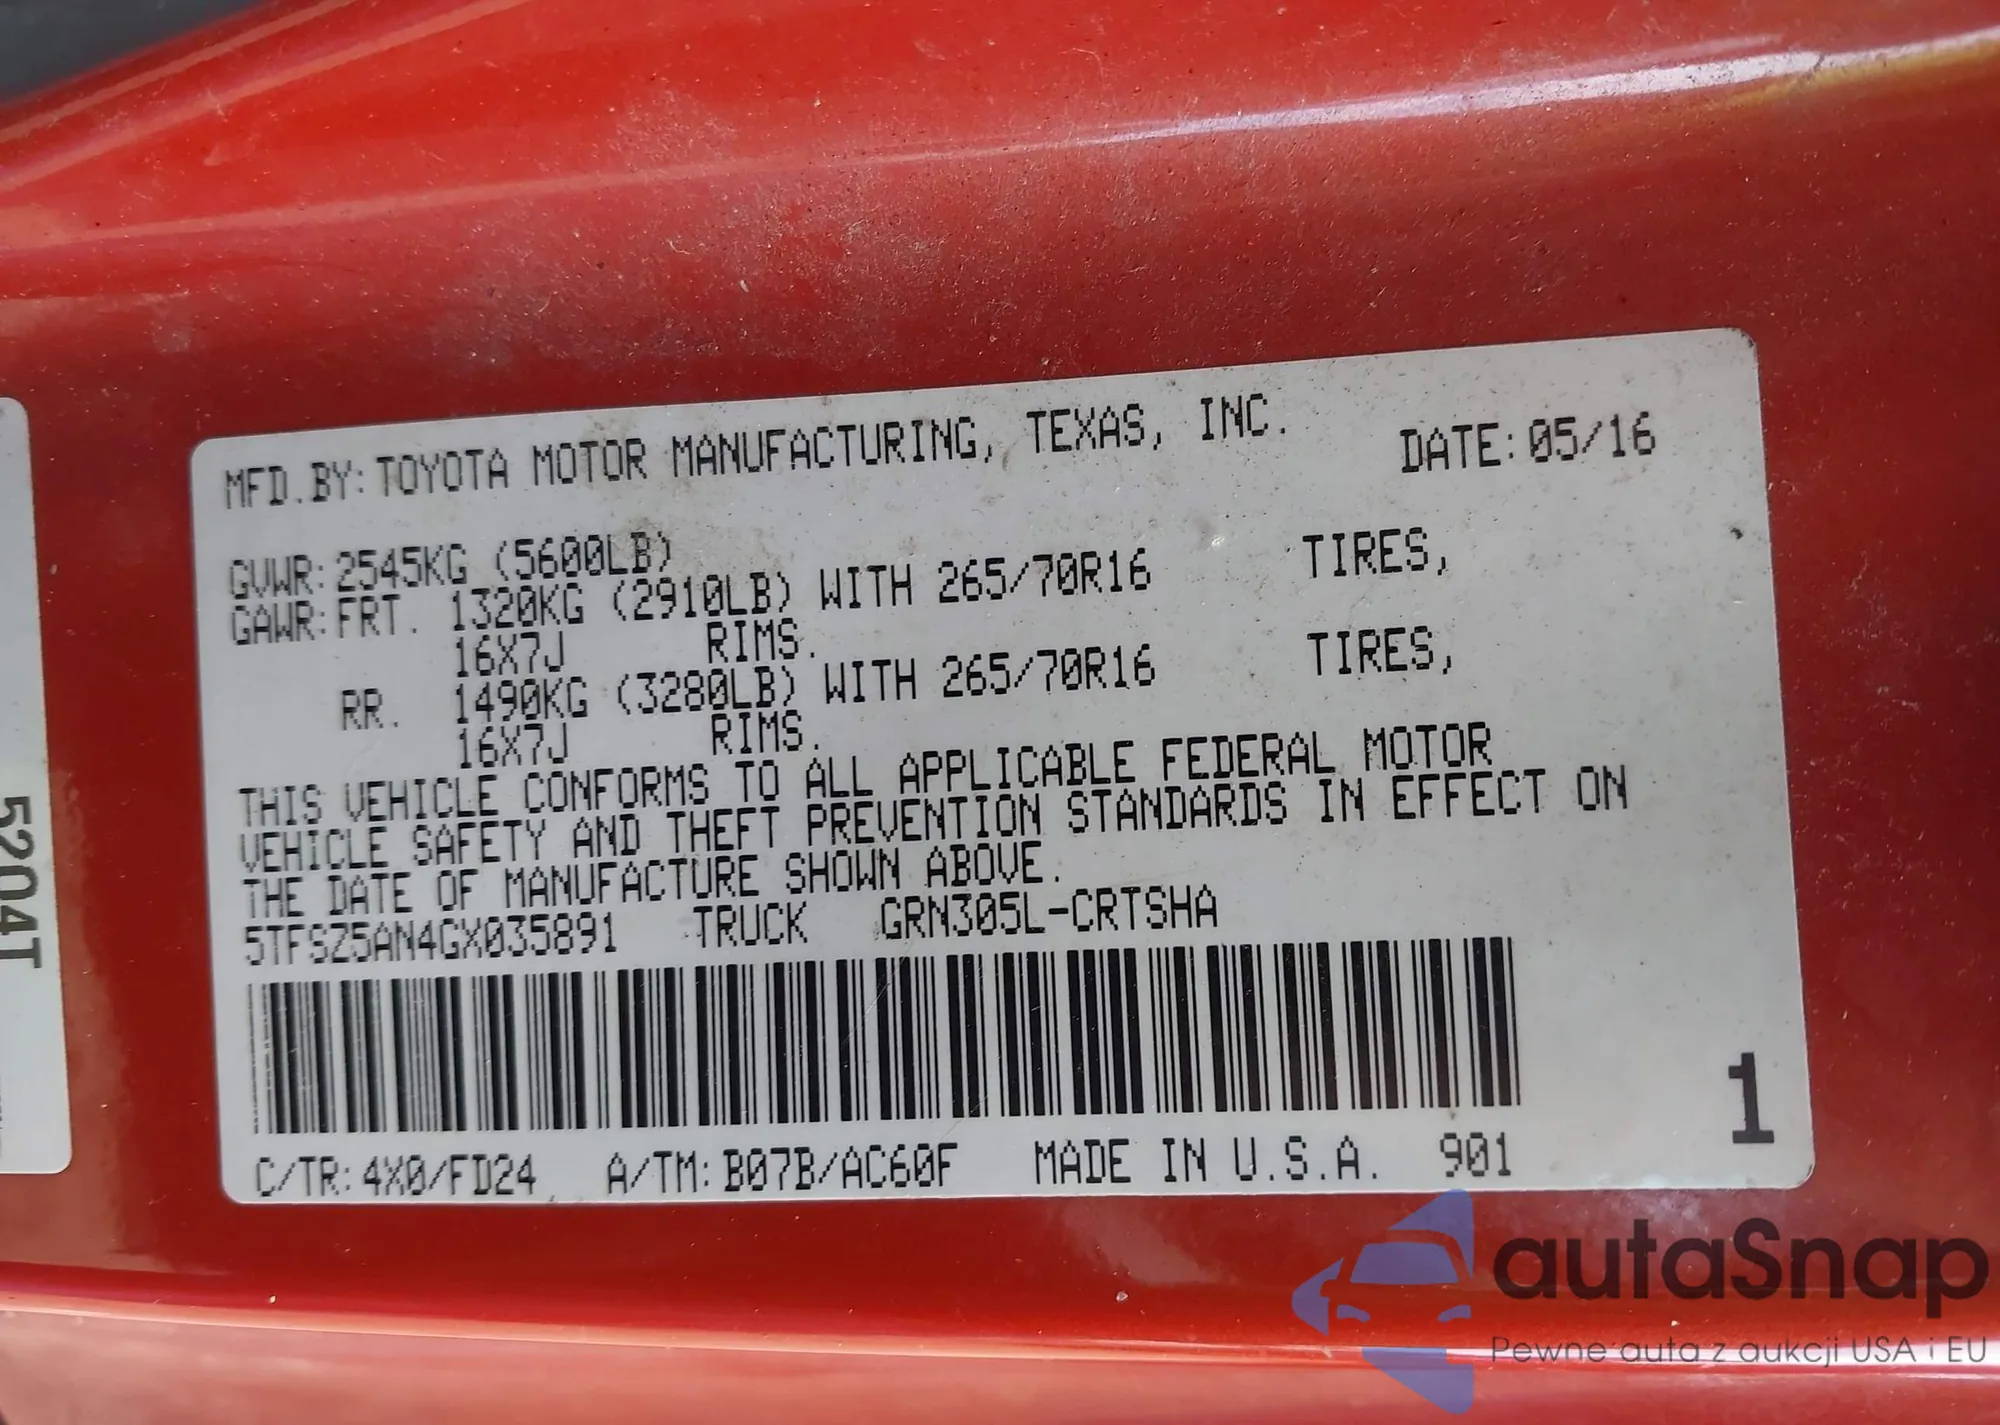 MFD.BY:TOYOTA MOTOR MANUFACTURING, TEXAS, INC. DATE:05/16
GVWR:2545KG (5600LB)
GAWR:FRT. 1320KG (2910LB) WITH 265/70R16 TIRES,
16X7J RIMS.
RR. 1490KG (3280LB) WITH 265/70R16 TIRES,
16X7J RIMS.
THIS VEHICLE CONFORMS TO ALL APPLICABLE FEDERAL MOTOR
VEHICLE SAFETY AND THEFT PREVENTION STANDARDS IN EFFECT ON
THE DATE OF MANUFACTURE SHOWN ABOVE.
5TFSZ5AN4GX035891 TRUCK GRN305L-CRTSHA
C/TR:4X0/FD24 A/TM:B07B/AC60F MADE IN U.S.A. 901
1
5204T
autaSnap
Pewne auta z aukcji USA i EU